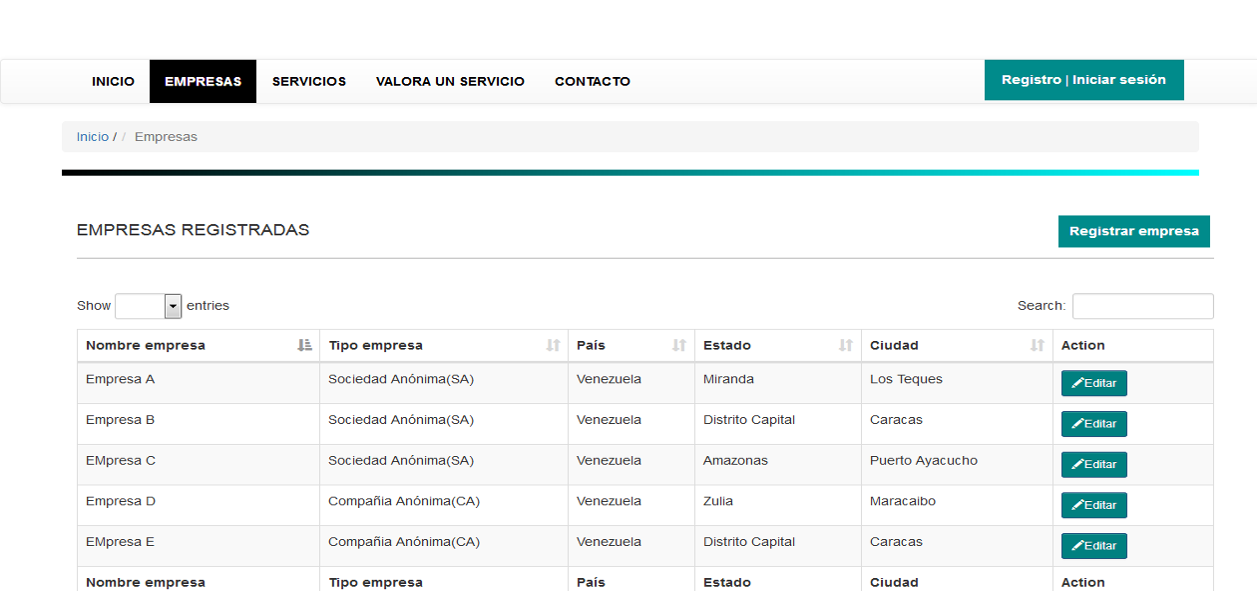 INICIO EMPRESAS SERVICIOS VALORA UN SERVICIO CONTACTO Registro | Iniciar sesión
Inicio / / Empresas
EMPRESAS REGISTRADAS Registrar empresa
Show entries Search:
Nombre empresa Tipo empresa País Estado Ciudad Action
Empresa A Sociedad Anónima(SA) Venezuela Miranda Los Teques Editar
Empresa B Sociedad Anónima(SA) Venezuela Distrito Capital Caracas Editar
EMpresa C Sociedad Anónima(SA) Venezuela Amazonas Puerto Ayacucho Editar
Empresa D Compañia Anónima(CA) Venezuela Zulia Maracaibo Editar
EMpresa E Compañia Anónima(CA) Venezuela Distrito Capital Caracas Editar
Nombre empresa Tipo empresa País Estado Ciudad Action